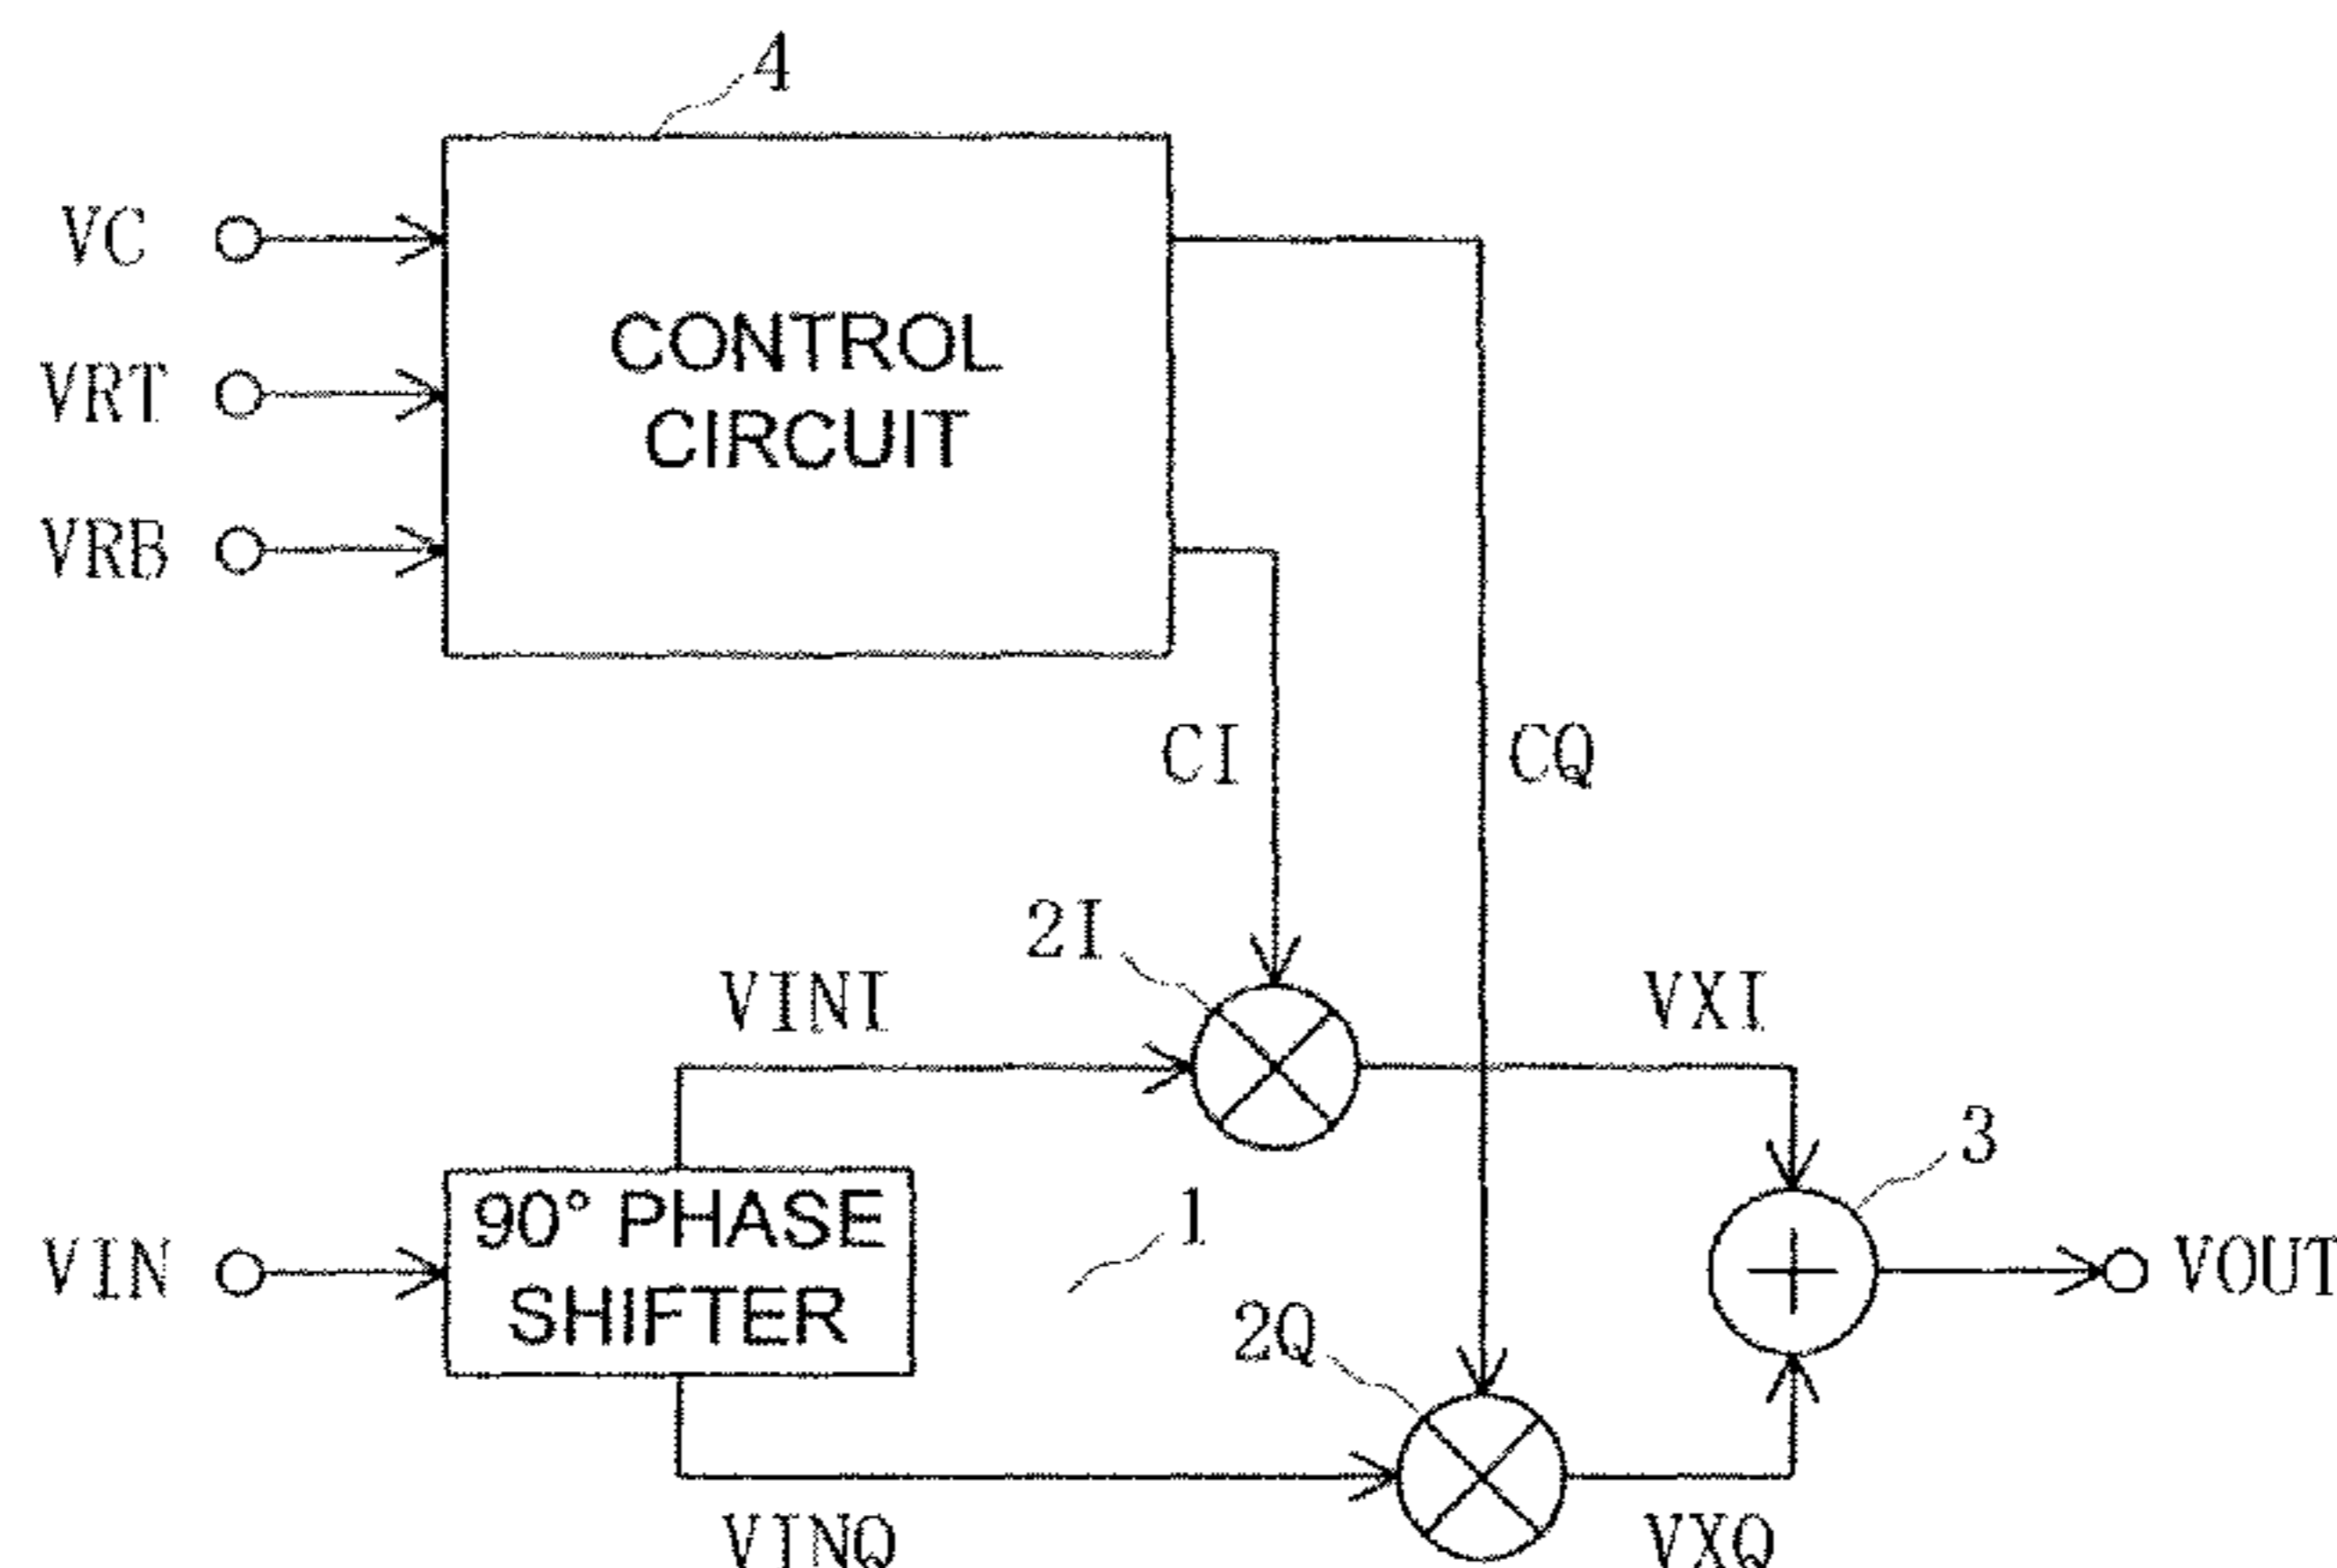 4
VC
VRT
VRB
CONTROL
CIRCUIT
CI
CQ
2I
VINI
VXI
3
90° PHASE
SHIFTER
1
VIN
VOUT
2Q
VINQ
VXQ